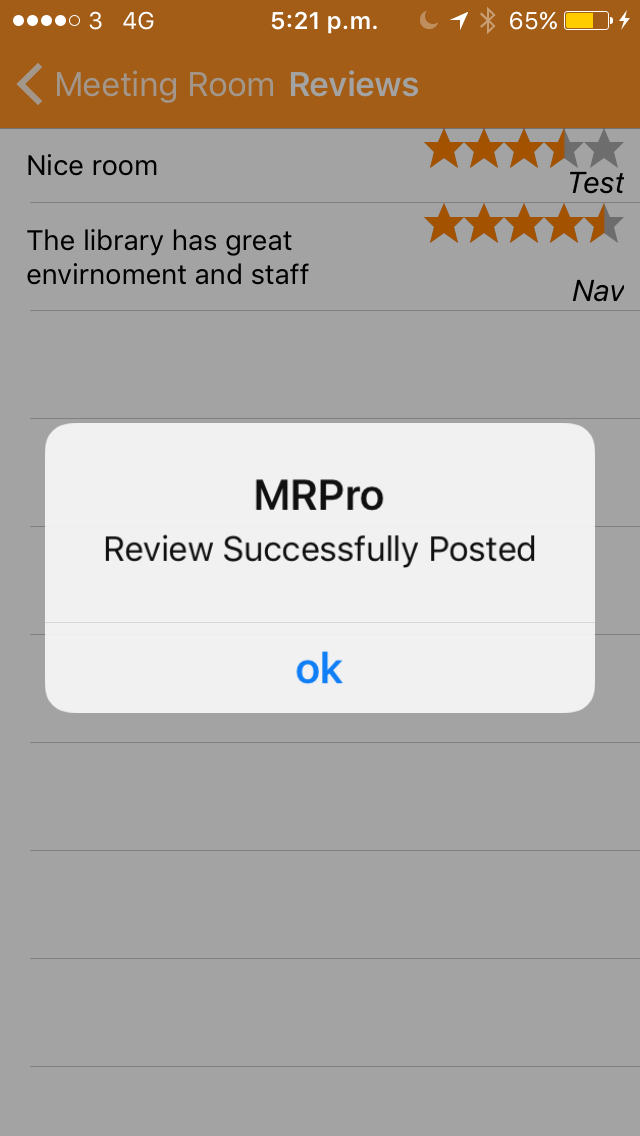 3 4G 5:21 p.m. 65%
Meeting Room Reviews
Nice room
Test
The library has great
envirnoment and staff
Nav
MRPro
Review Successfully Posted
ok